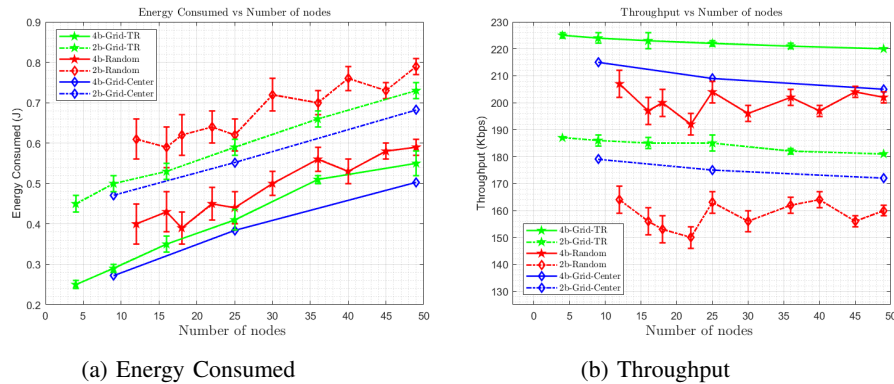 Energy Consumed vs Number of nodes
0.9
0.8
0.7
0.6
0.5
0.4
0.3
0.2
Energy Consumed (J)
4b-Grid-TR
2b-Grid-TR
4b-Random
2b-Random
4b-Grid-Center
2b-Grid-Center
0 5 10 15 20 25 30 35 40 45 50
Number of nodes
(a) Energy Consumed
Throughput vs Number of nodes
230
220
210
200
190
180
170
160
150
140
130
Throughput (Kbps)
4b-Grid-TR
2b-Grid-TR
4b-Random
2b-Random
4b-Grid-Center
2b-Grid-Center
0 5 10 15 20 25 30 35 40 45 50
Number of nodes
(b) Throughput